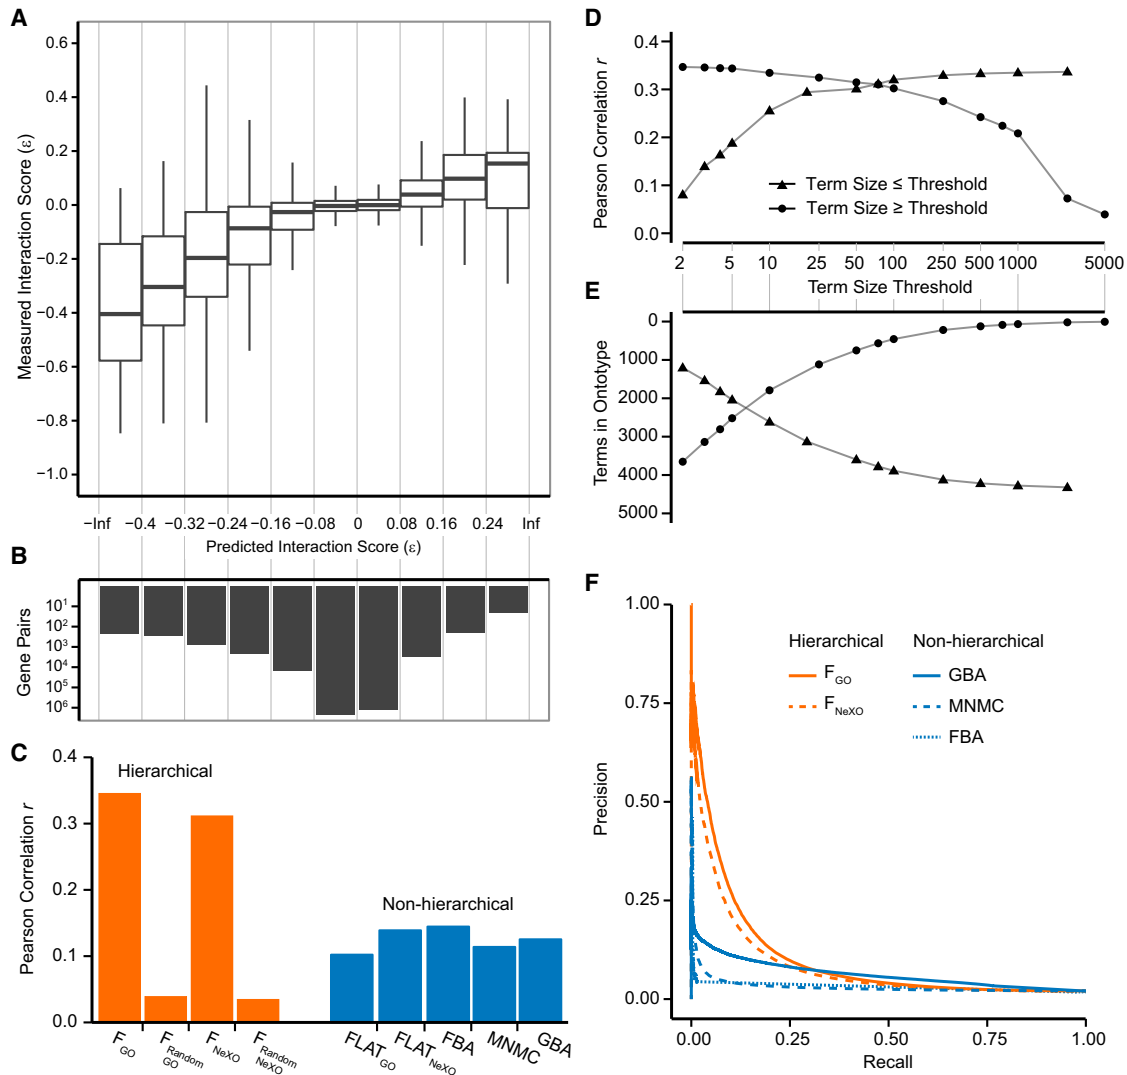 A
Measured Interaction Score (ε)
0.6
0.4
0.2
0.0
−0.2
−0.4
−0.6
−0.8
−1.0
−Inf −0.4 −0.32 −0.24 −0.16 −0.08 0 0.08 0.16 0.24 Inf
Predicted Interaction Score (ε)
B
Gene Pairs
10¹
10²
10³
10⁴
10⁵
10⁶
C
Pearson Correlation r
0.4
0.3
0.2
0.1
0.0
Hierarchical
Non-hierarchical
F GO
F Random GO
F NeXO
F Random NeXO
FLAT GO
FLAT NeXO
FBA
MNMC
GBA
D
Pearson Correlation r
0.4
0.3
0.2
0.1
0.0
Term Size ≤ Threshold
Term Size ≥ Threshold
2 5 10 25 50 100 250 500 1000 5000
Term Size Threshold
E
Terms in Ontotype
0
1000
2000
3000
4000
5000
F
Precision
1.00
0.75
0.50
0.25
0.00
Hierarchical
F GO
F NeXO
Non-hierarchical
GBA
MNMC
FBA
0.00 0.25 0.50 0.75 1.00
Recall